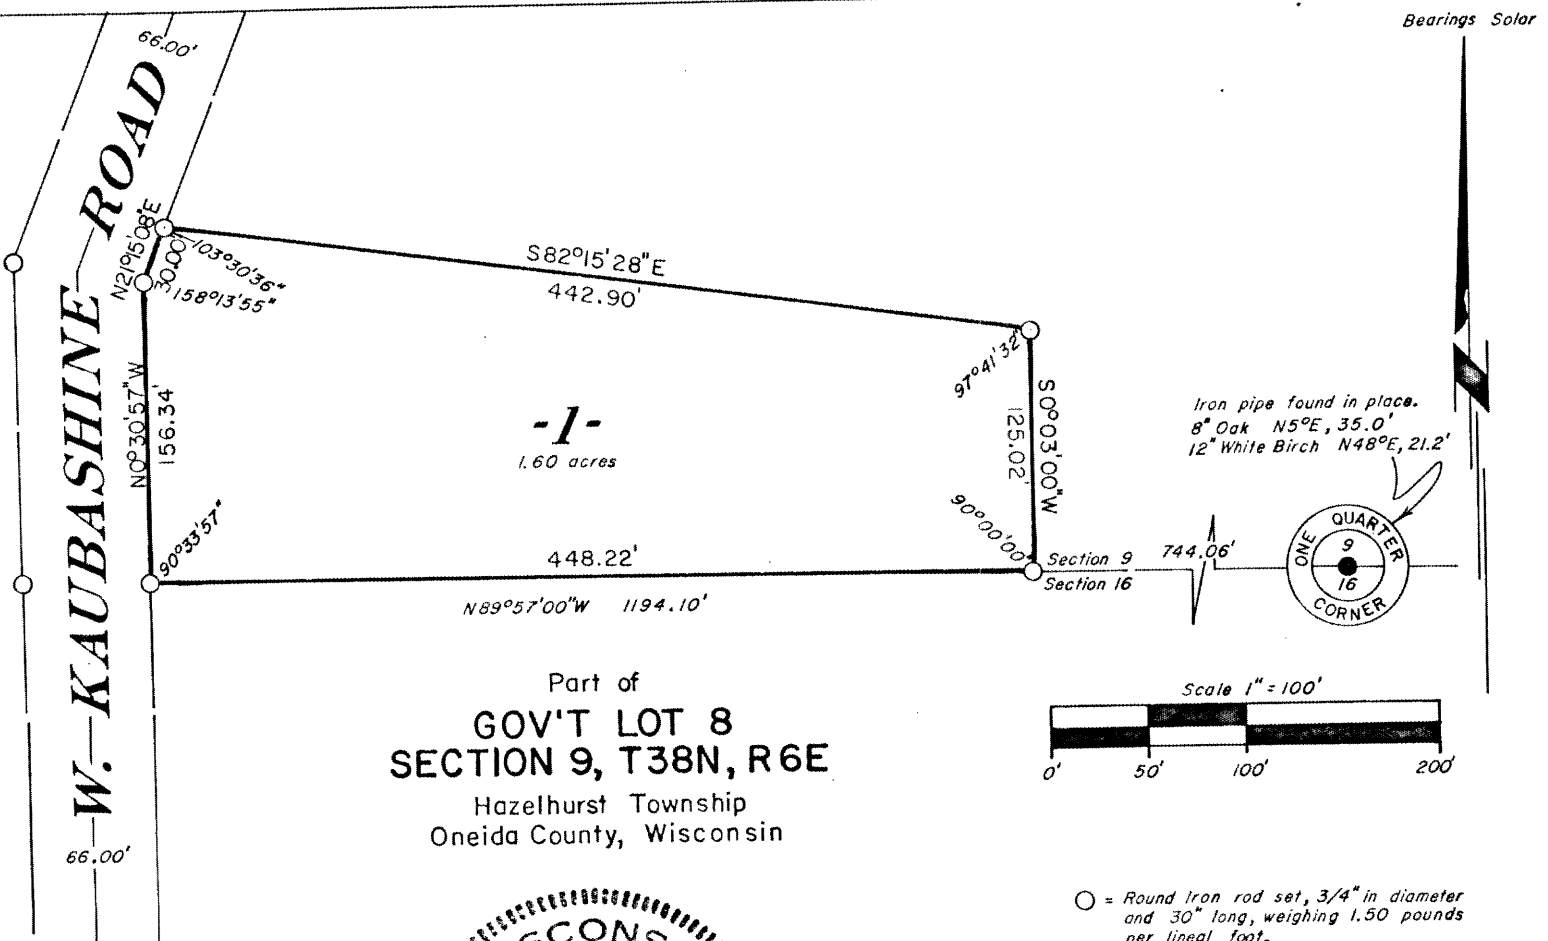 Bearings Solar
66.00'
W. KAUBASHINE ROAD
N21°15'08"E
30.00'
103°30'36"
158°13'55"
S82°15'28"E
442.90'
97°41'32"
S0°03'00"W
125.02'
N0°30'57"W
156.34'
-1-
1.60 acres
Iron pipe found in place.
8" Oak N5°E, 35.0'
12" White Birch N48°E, 21.2'
90°33'57"
90°00'00"
448.22'
N89°57'00"W 1194.10'
Section 9
Section 16
744.06'
ONE QUARTER CORNER
9
16
Part of
GOV'T LOT 8
SECTION 9, T38N, R6E
Hazelhurst Township
Oneida County, Wisconsin
Scale 1" = 100'
0' 50' 100' 200'
66.00'
= Round iron rod set, 3/4" in diameter
and 30" long, weighing 1.50 pounds
per lineal foot.